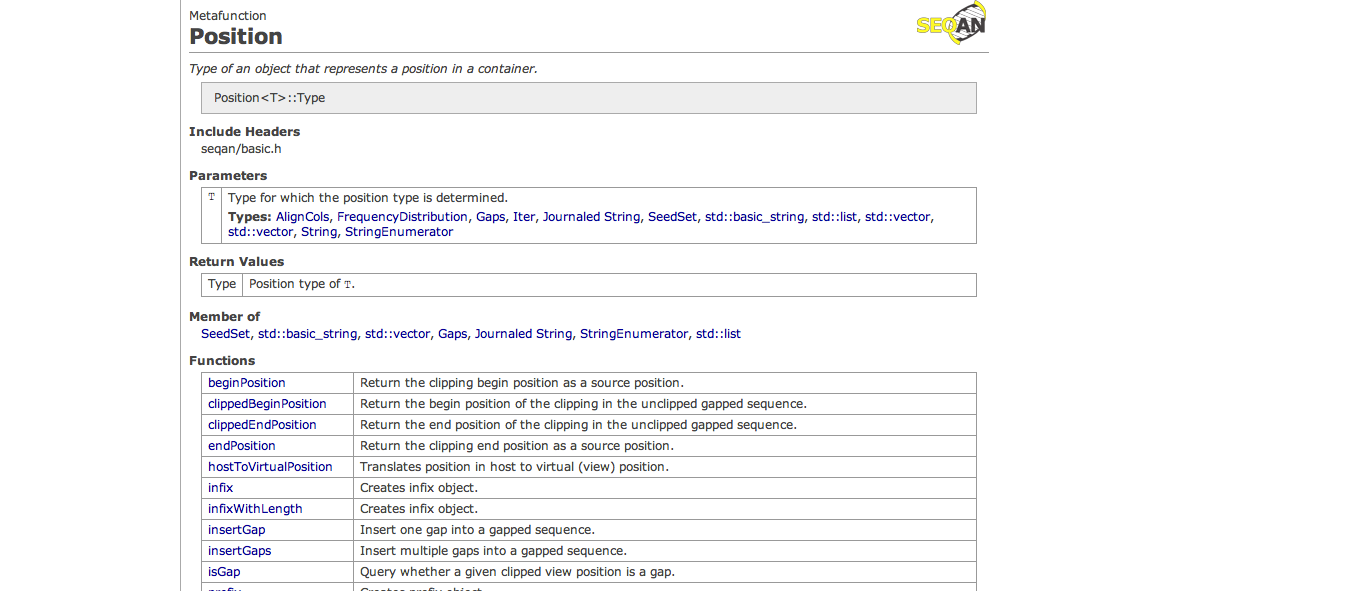 Metafunction
Position
SEQAN
Type of an object that represents a position in a container.
Position<T>::Type
Include Headers
seqan/basic.h
Parameters
T Type for which the position type is determined.
Types: AlignCols, FrequencyDistribution, Gaps, Iter, Journaled String, SeedSet, std::basic_string, std::list, std::vector,
std::vector, String, StringEnumerator
Return Values
Type Position type of T.
Member of
SeedSet, std::basic_string, std::vector, Gaps, Journaled String, StringEnumerator, std::list
Functions
beginPosition Return the clipping begin position as a source position.
clippedBeginPosition Return the begin position of the clipping in the unclipped gapped sequence.
clippedEndPosition Return the end position of the clipping in the unclipped gapped sequence.
endPosition Return the clipping end position as a source position.
hostToVirtualPosition Translates position in host to virtual (view) position.
infix Creates infix object.
infixWithLength Creates infix object.
insertGap Insert one gap into a gapped sequence.
insertGaps Insert multiple gaps into a gapped sequence.
isGap Query whether a given clipped view position is a gap.
prefix Creates prefix object.